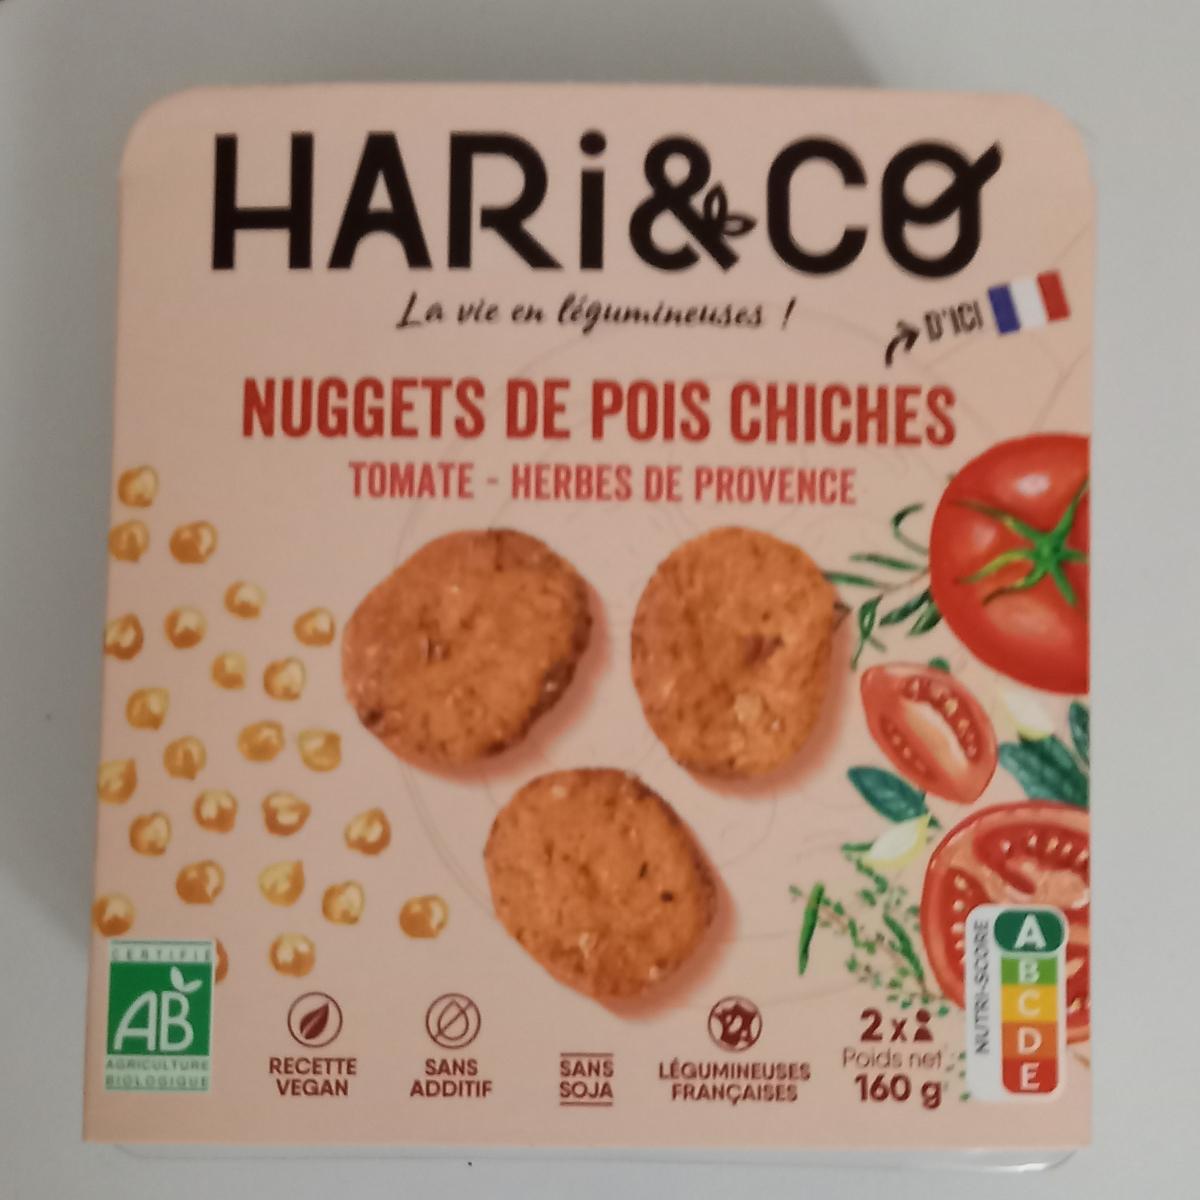 HARi&CO
La vie en légumineuses !
D'ICI
NUGGETS DE POIS CHICHES
TOMATE - HERBES DE PROVENCE
CERTIFIÉ
AB
AGRICULTURE
BIOLOGIQUE
RECETTE
VEGAN
SANS
ADDITIF
SANS
SOJA
LÉGUMINEUSES
FRANÇAISES
2x
Poids net
160 g
NUTRI-SCORE
A
B
C
D
E